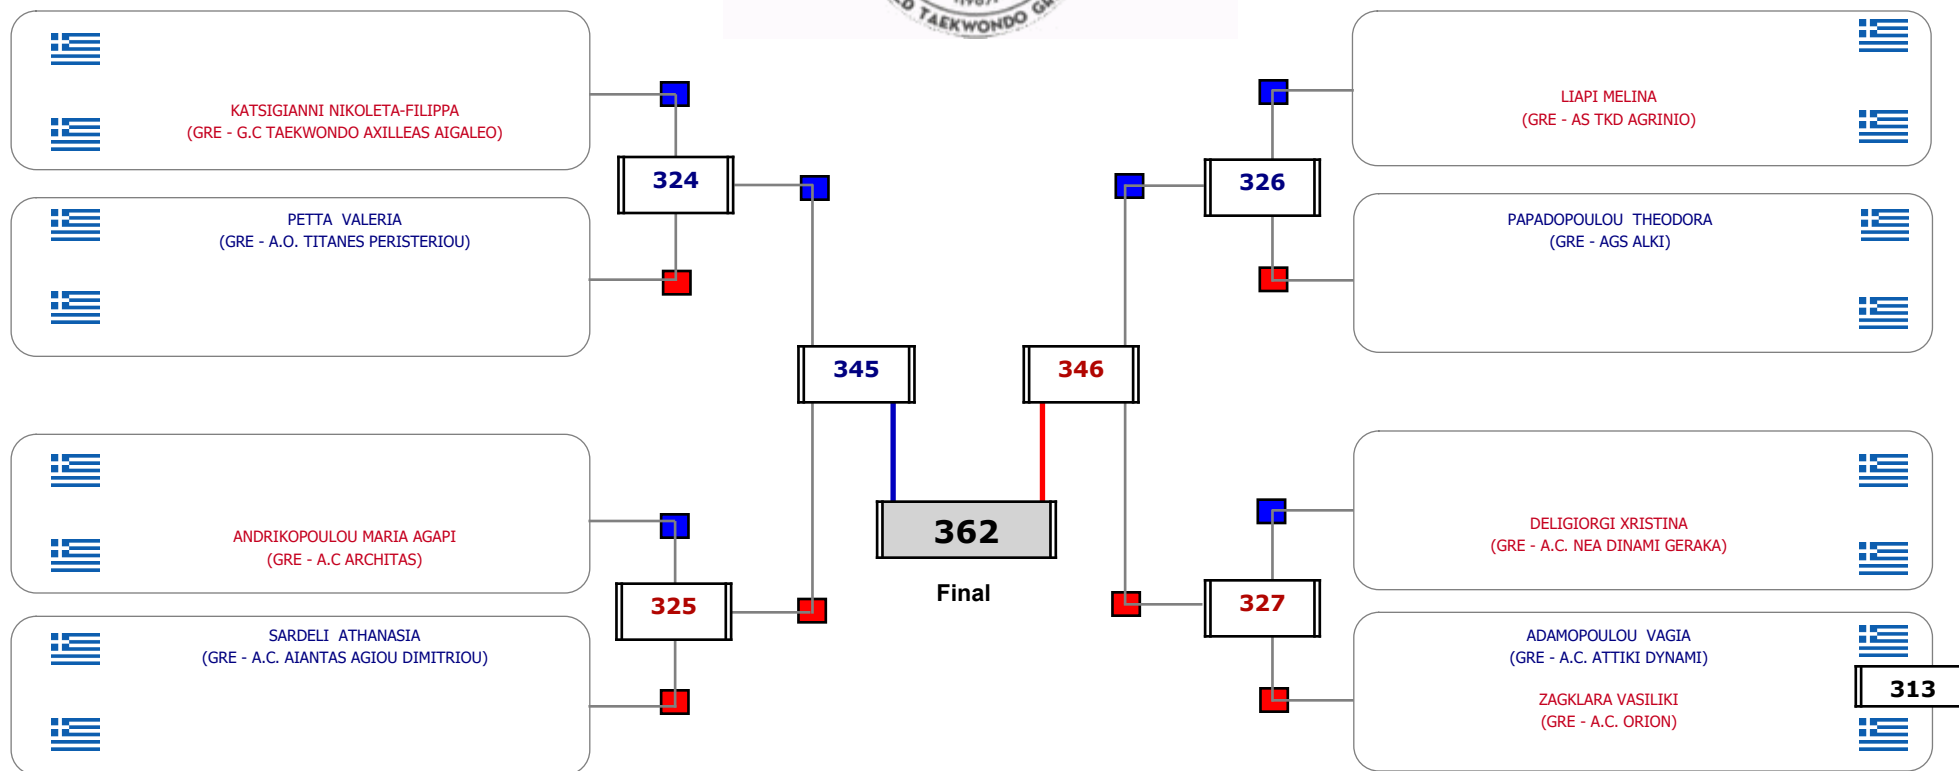 (1987)
TAEKWONDO
KATSIGIANNI NIKOLETA-FILIPPA
(GRE - G.C TAEKWONDO AXILLEAS AIGALEO)
324
PETTA VALERIA
(GRE - A.O. TITANES PERISTERIOU)
345
ANDRIKOPOULOU MARIA AGAPI
(GRE - A.C ARCHITAS)
325
SARDELI ATHANASIA
(GRE - A.C. AIANTAS AGIOU DIMITRIOU)
362
Final
LIAPI MELINA
(GRE - AS TKD AGRINIO)
326
PAPADOPOULOU THEODORA
(GRE - AGS ALKI)
346
DELIGIORGI XRISTINA
(GRE - A.C. NEA DINAMI GERAKA)
327
ADAMOPOULOU VAGIA
(GRE - A.C. ATTIKI DYNAMI)
313
ZAGKLARA VASILIKI
(GRE - A.C. ORION)